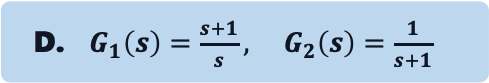 D. G₁(s) = (s+1)/s, G₂(s) = 1/(s+1)